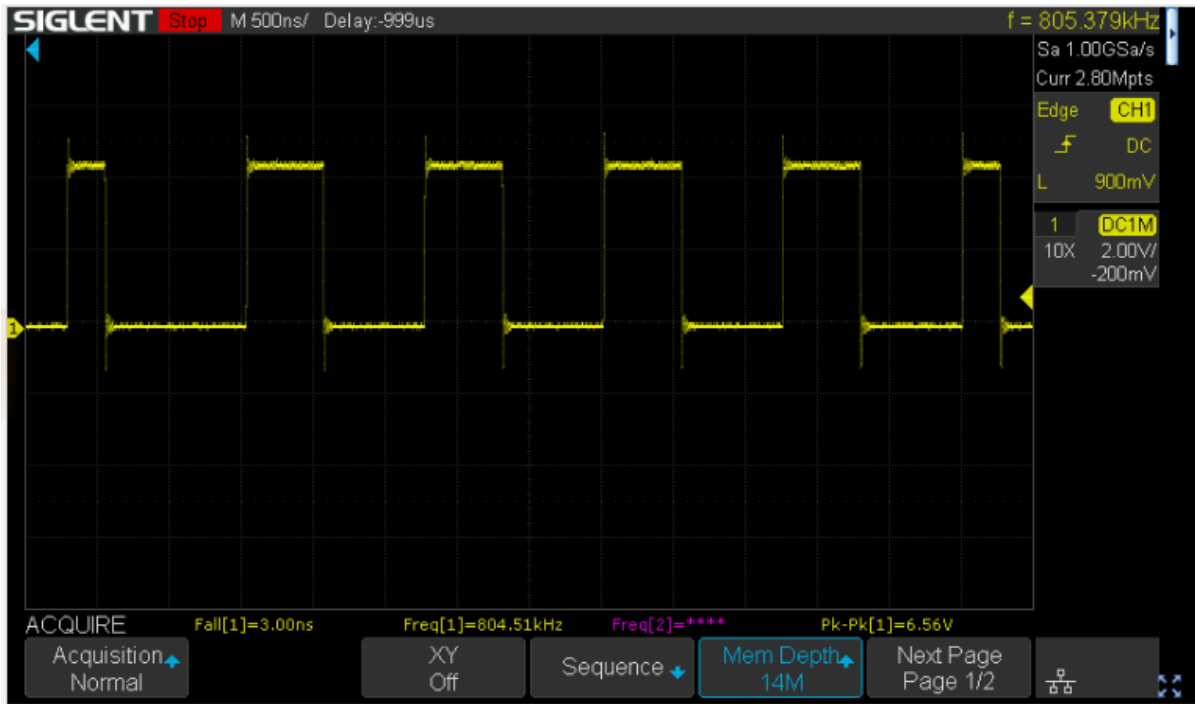 SIGLENT Stop M 500ns/ Delay:-999us f = 805.379kHz
Sa 1.00GSa/s
Curr 2.80Mpts
Edge CH1
DC
L 900mV
1 DC1M
10X 2.00V/
-200mV
1
ACQUIRE Fall[1]=3.00ns Freq[1]=804.51kHz Freq[2]=**** Pk-Pk[1]=6.56V
Acquisition XY Sequence Mem Depth Next Page
Normal Off 14M Page 1/2